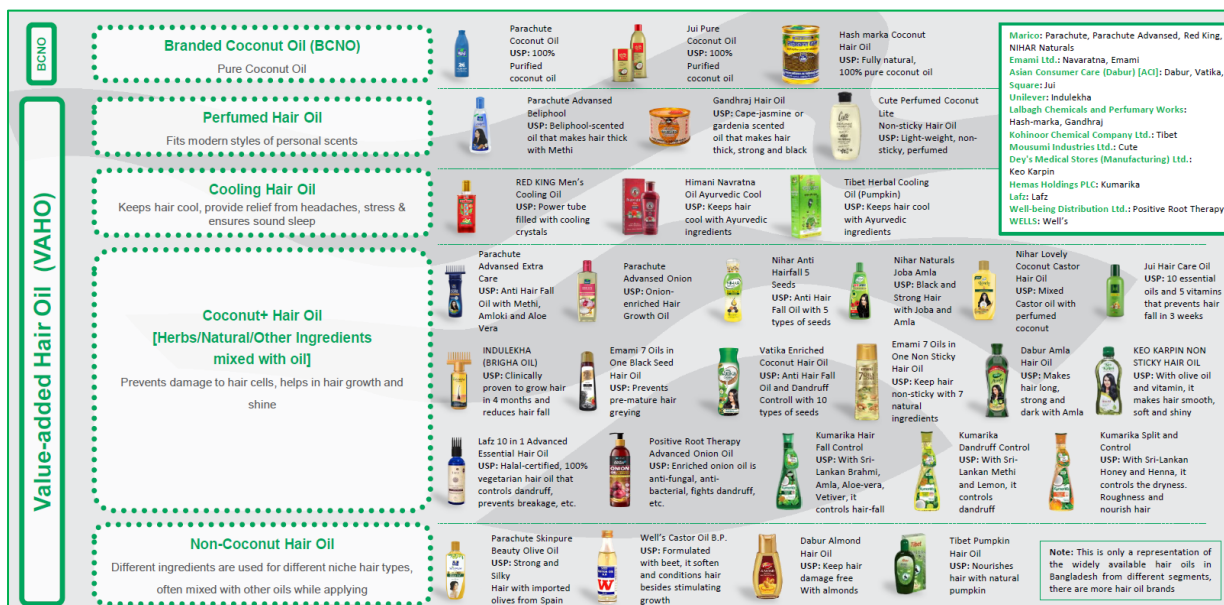 BCNO
Branded Coconut Oil (BCNO)
Pure Coconut Oil
Parachute
Coconut Oil
USP: 100%
Purified
coconut oil
Jui Pure
Coconut Oil
USP: 100%
Purified
coconut oil
Hash marka Coconut
Hair Oil
USP: Fully natural,
100% pure coconut oil
Marico: Parachute, Parachute Advansed, Red King,
NIHAR Naturals
Emami Ltd.: Navaratna, Emami
Asian Consumer Care (Dabur) [ACI]: Dabur, Vatika,
Square: Jui
Unilever: Indulekha
Lalbagh Chemicals and Perfumary Works:
Hash-marka, Gandhraj
Kohinoor Chemical Company Ltd.: Tibet
Mousumi Industries Ltd.: Cute
Dey's Medical Stores (Manufacturing) Ltd.:
Keo Karpin
Hemas Holdings PLC: Kumarika
Lafz: Lafz
Well-being Distribution Ltd.: Positive Root Therapy
WELLS: Well's
Value-added Hair Oil (VAHO)
Perfumed Hair Oil
Fits modern styles of personal scents
Parachute Advansed
Beliphool
USP: Beliphool-scented
oil that makes hair thick
with Methi
Gandhraj Hair Oil
USP: Cape-jasmine or
gardenia scented
oil that makes hair
thick, strong and black
Cute Perfumed Coconut
Lite
Non-sticky Hair Oil
USP: Light-weight, non-
sticky, perfumed
Cooling Hair Oil
Keeps hair cool, provide relief from headaches, stress &
ensures sound sleep
RED KING Men's
Cooling Oil
USP: Power tube
filled with cooling
crystals
Himani Navratna
Oil Ayurvedic Cool
USP: Keeps hair
cool with Ayurvedic
ingredients
Tibet Herbal Cooling
Oil (Pumpkin)
USP: Keeps hair cool
with Ayurvedic
ingredients
Coconut+ Hair Oil
[Herbs/Natural/Other Ingredients
mixed with oil]
Prevents damage to hair cells, helps in hair growth and
shine
Parachute
Advansed Extra
Care
USP: Anti Hair Fall
Oil with Methi,
Amloki and Aloe
Vera
Parachute
Advansed Onion
USP: Onion-
enriched Hair
Growth Oil
Nihar Anti
Hairfall 5
Seeds
USP: Anti Hair
Fall Oil with 5
types of seeds
Nihar Naturals
Joba Amla
USP: Black and
Strong Hair
with Joba and
Amla
Nihar Lovely
Coconut Castor
Hair Oil
USP: Mixed
Castor oil with
perfumed
coconut
Jui Hair Care Oil
USP: 10 essential
oils and 5 vitamins
that prevents hair
fall in 3 weeks
INDULEKHA
(BRIGHA OIL)
USP: Clinically
proven to grow hair
in 4 months and
reduces hair fall
Emami 7 Oils in
One Black Seed
Hair Oil
USP: Prevents
pre-mature hair
greying
Vatika Enriched
Coconut Hair Oil
USP: Anti Hair Fall
Oil and Dandruff
Controll with 10
types of seeds
Emami 7 Oils in
One Non Sticky
Hair Oil
USP: Keep hair
non-sticky with 7
natural
ingredients
Dabur Amla
Hair Oil
USP: Makes
hair long,
strong and
dark with Amla
KEO KARPIN NON
STICKY HAIR OIL
USP: With olive oil
and vitamin, it
makes hair smooth,
soft and shiny
Lafz 10 in 1 Advanced
Essential Hair Oil
USP: Halal-certified, 100%
vegetarian hair oil that
controls dandruff,
prevents breakage, etc.
Positive Root Therapy
Advanced Onion Oil
USP: Enriched onion oil is
anti-fungal, anti-
bacterial, fights dandruff,
etc.
Kumarika Hair
Fall Control
USP: With Sri-
Lankan Brahmi,
Amla, Aloe-vera,
Vetiver, it
controls hair-fall
Kumarika
Dandruff Control
USP: With Sri-
Lankan Methi
and Lemon, it
controls
dandruff
Kumarika Split and
Control
USP: With Sri-Lankan
Honey and Henna, it
controls the dryness.
Roughness and
nourish hair
Non-Coconut Hair Oil
Different ingredients are used for different niche hair types,
often mixed with other oils while applying
Parachute Skinpure
Beauty Olive Oil
USP: Strong and
Silky
Hair with imported
olives from Spain
Well's Castor Oil B.P.
USP: Formulated
with beet, it soften
and conditions hair
besides stimulating
growth
Dabur Almond
Hair Oil
USP: Keep hair
damage free
With almonds
Tibet Pumpkin
Hair Oil
USP: Nourishes
hair with natural
pumpkin
Note: This is only a representation of
the widely available hair oils in
Bangladesh from different segments,
there are more hair oil brands